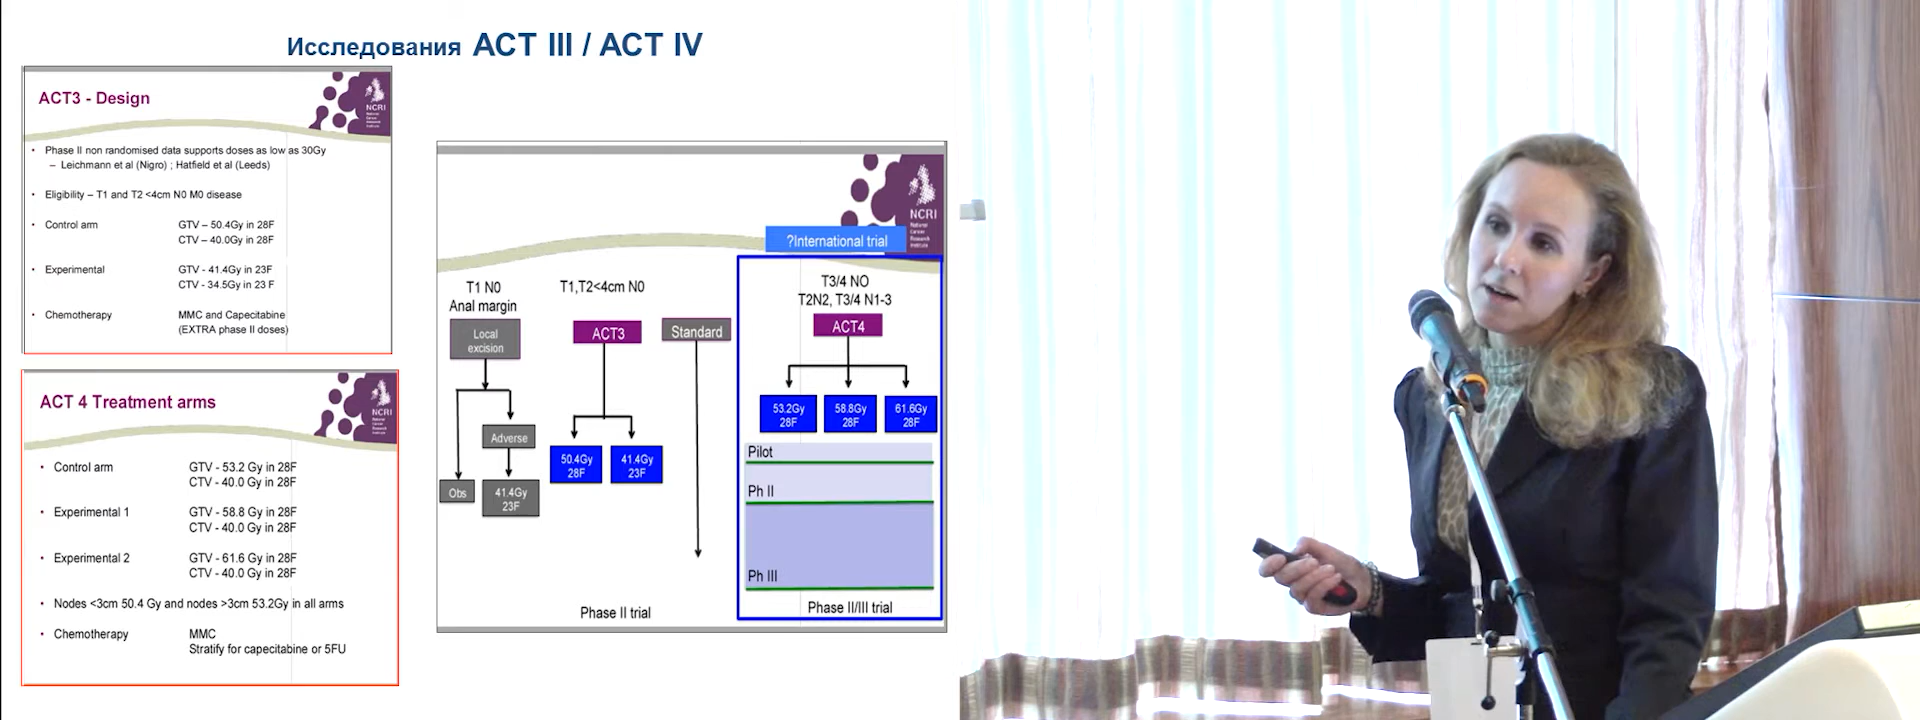 Исследования ACT III / ACT IV
ACT3 - Design
NCRI
National
Cancer
Research
Institute
• Phase II non randomised data supports doses as low as 30Gy
– Leichmann et al (Nigro) ; Hatfield et al (Leeds)
• Eligibility – T1 and T2 <4cm N0 M0 disease
• Control arm GTV – 50.4Gy in 28F
CTV – 40.0Gy in 28F
• Experimental GTV - 41.4Gy in 23F
CTV - 34.5Gy in 23 F
• Chemotherapy MMC and Capecitabine
(EXTRA phase II doses)
ACT 4 Treatment arms
NCRI
National
Cancer
Research
Institute
• Control arm GTV - 53.2 Gy in 28F
CTV - 40.0 Gy in 28F
• Experimental 1 GTV - 58.8 Gy in 28F
CTV - 40.0 Gy in 28F
• Experimental 2 GTV - 61.6 Gy in 28F
CTV - 40.0 Gy in 28F
• Nodes <3cm 50.4 Gy and nodes >3cm 53.2Gy in all arms
• Chemotherapy MMC
Stratify for capecitabine or 5FU
NCRI
National
Cancer
Research
Institute
?International trial
T1 N0
Anal margin
Local
excision
Adverse
Obs
41.4Gy
23F
T1,T2<4cm N0
ACT3
50.4Gy
28F
41.4Gy
23F
Standard
Phase II trial
T3/4 NO
T2N2, T3/4 N1-3
ACT4
53.2Gy
28F
58.8Gy
28F
61.6Gy
28F
Pilot
Ph II
Ph III
Phase II/III trial